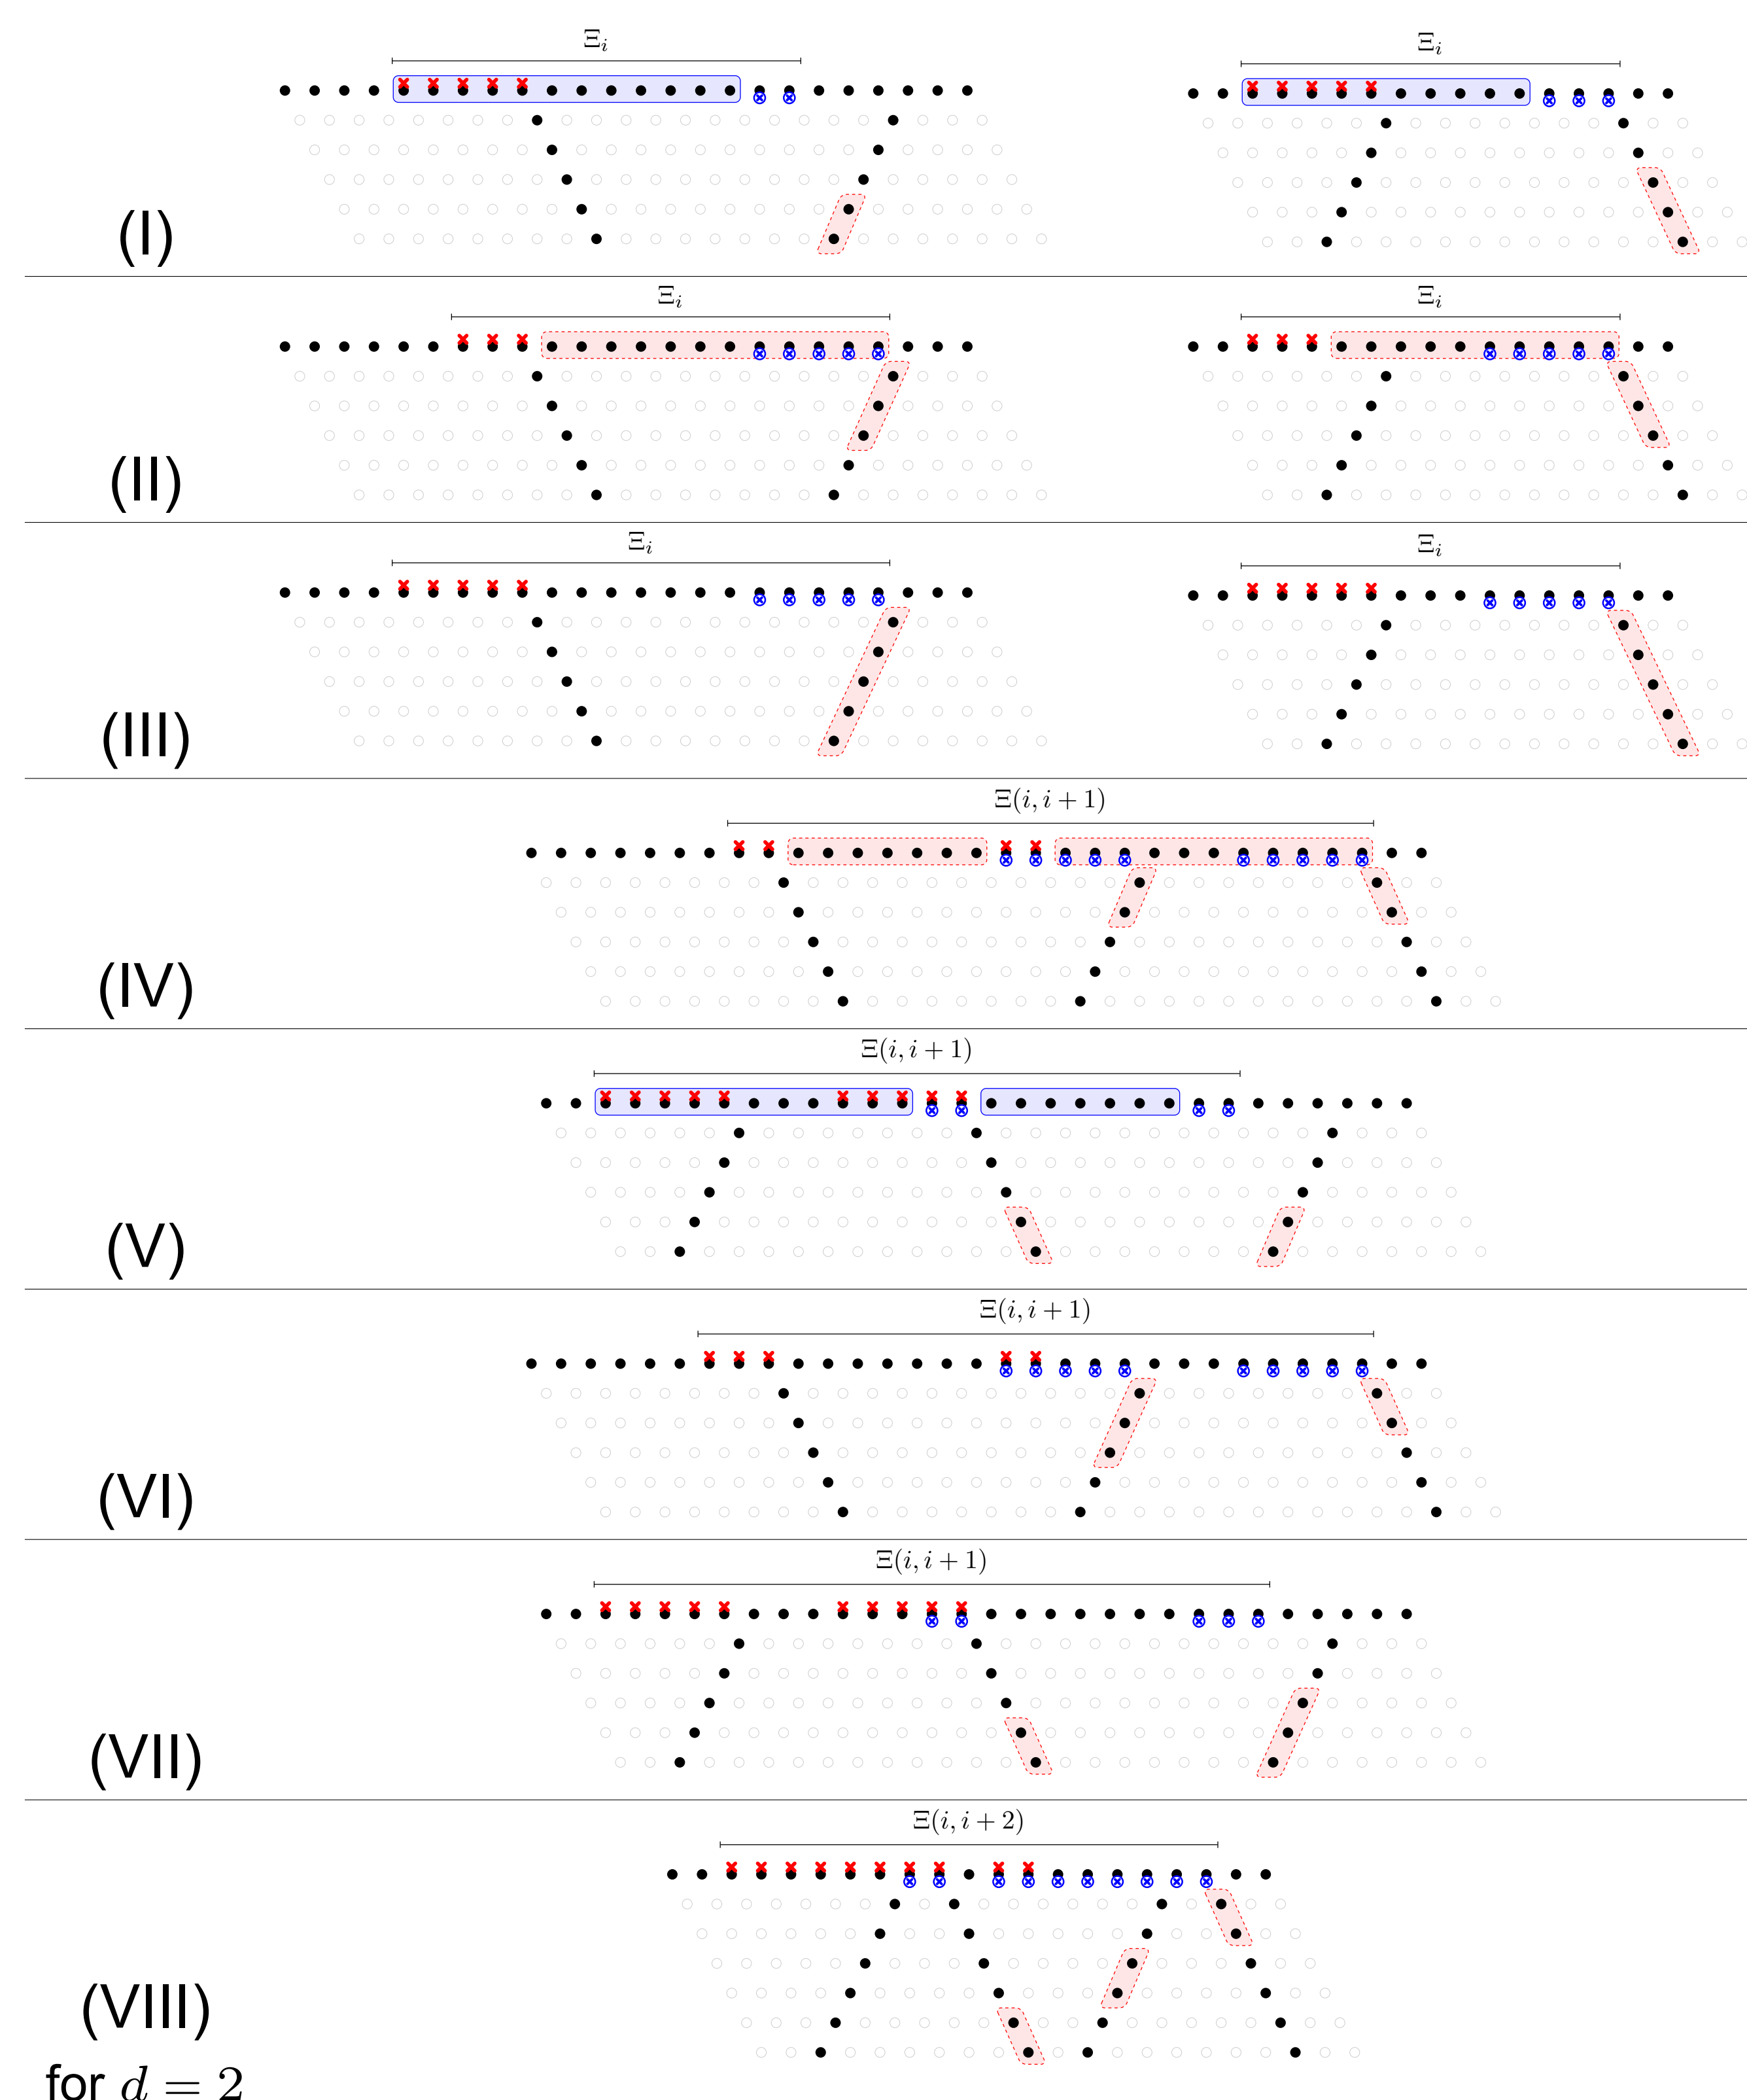 Ξ_i Ξ_i
(I)
Ξ_i Ξ_i
(II)
Ξ_i Ξ_i
(III)
Ξ(i, i + 1)
(IV)
Ξ(i, i + 1)
(V)
Ξ(i, i + 1)
(VI)
Ξ(i, i + 1)
(VII)
Ξ(i, i + 2)
(VIII)
for d = 2